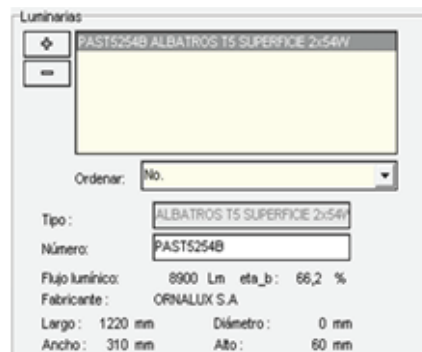 Luminarias
PAST5254B ALBATROS T5 SUPERFICIE 2x54W
Ordenar: No.
Tipo : ALBATROS T5 SUPERFICIE 2x54W
Número: PAST5254B
Flujo lumínico: 8900 Lm eta_b : 66,2 %
Fabricante : ORNALUX S.A
Largo : 1220 mm Diámetro : 0 mm
Ancho : 310 mm Alto : 60 mm